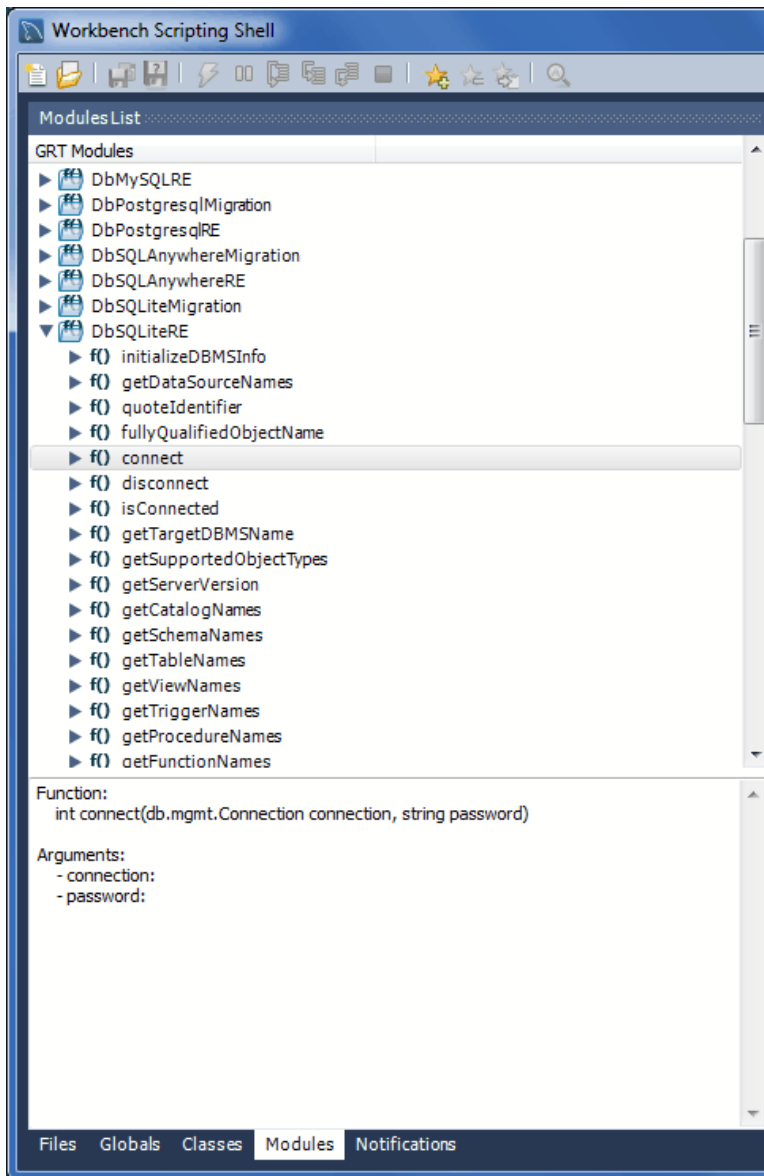 Workbench Scripting Shell
Modules List
GRT Modules
DbMySQLRE
DbPostgresqlMigration
DbPostgresqlRE
DbSQLAnywhereMigration
DbSQLAnywhereRE
DbSQLiteMigration
DbSQLiteRE
f() initializeDBMSInfo
f() getDataSourceNames
f() quoteIdentifier
f() fullyQualifiedObjectName
f() connect
f() disconnect
f() isConnected
f() getTargetDBMSName
f() getSupportedObjectTypes
f() getServerVersion
f() getCatalogNames
f() getSchemaNames
f() getTableNames
f() getViewNames
f() getTriggerNames
f() getProcedureNames
f() getFunctionNames
Function:
int connect(db.mgmt.Connection connection, string password)
Arguments:
- connection:
- password:
Files Globals Classes Modules Notifications